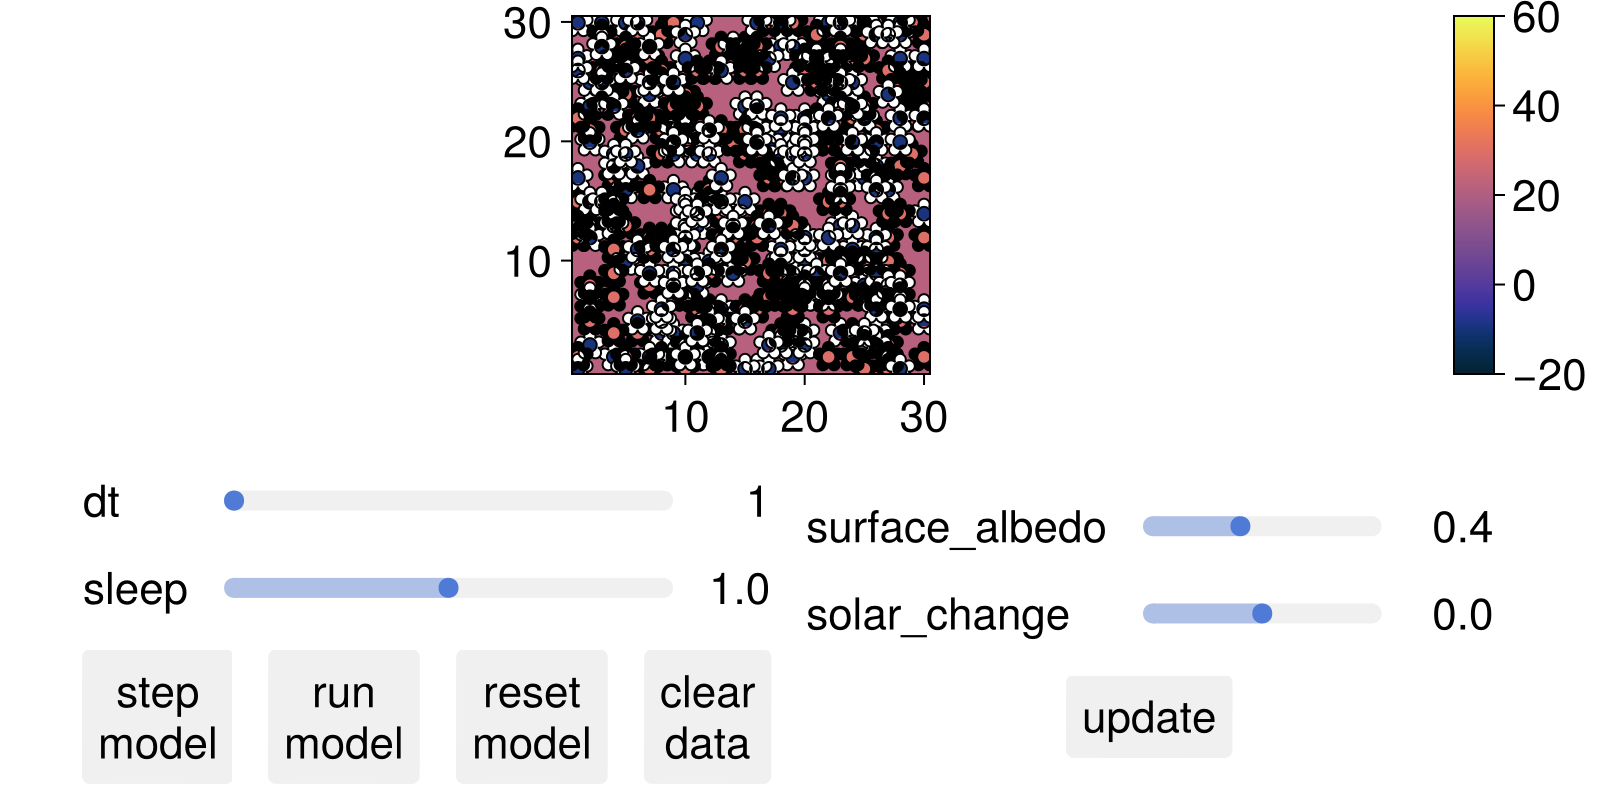 30
20
10
10 20 30
60
40
20
0
−20
dt 1
sleep 1.0
surface_albedo 0.4
solar_change 0.0
step
model
run
model
reset
model
clear
data
update